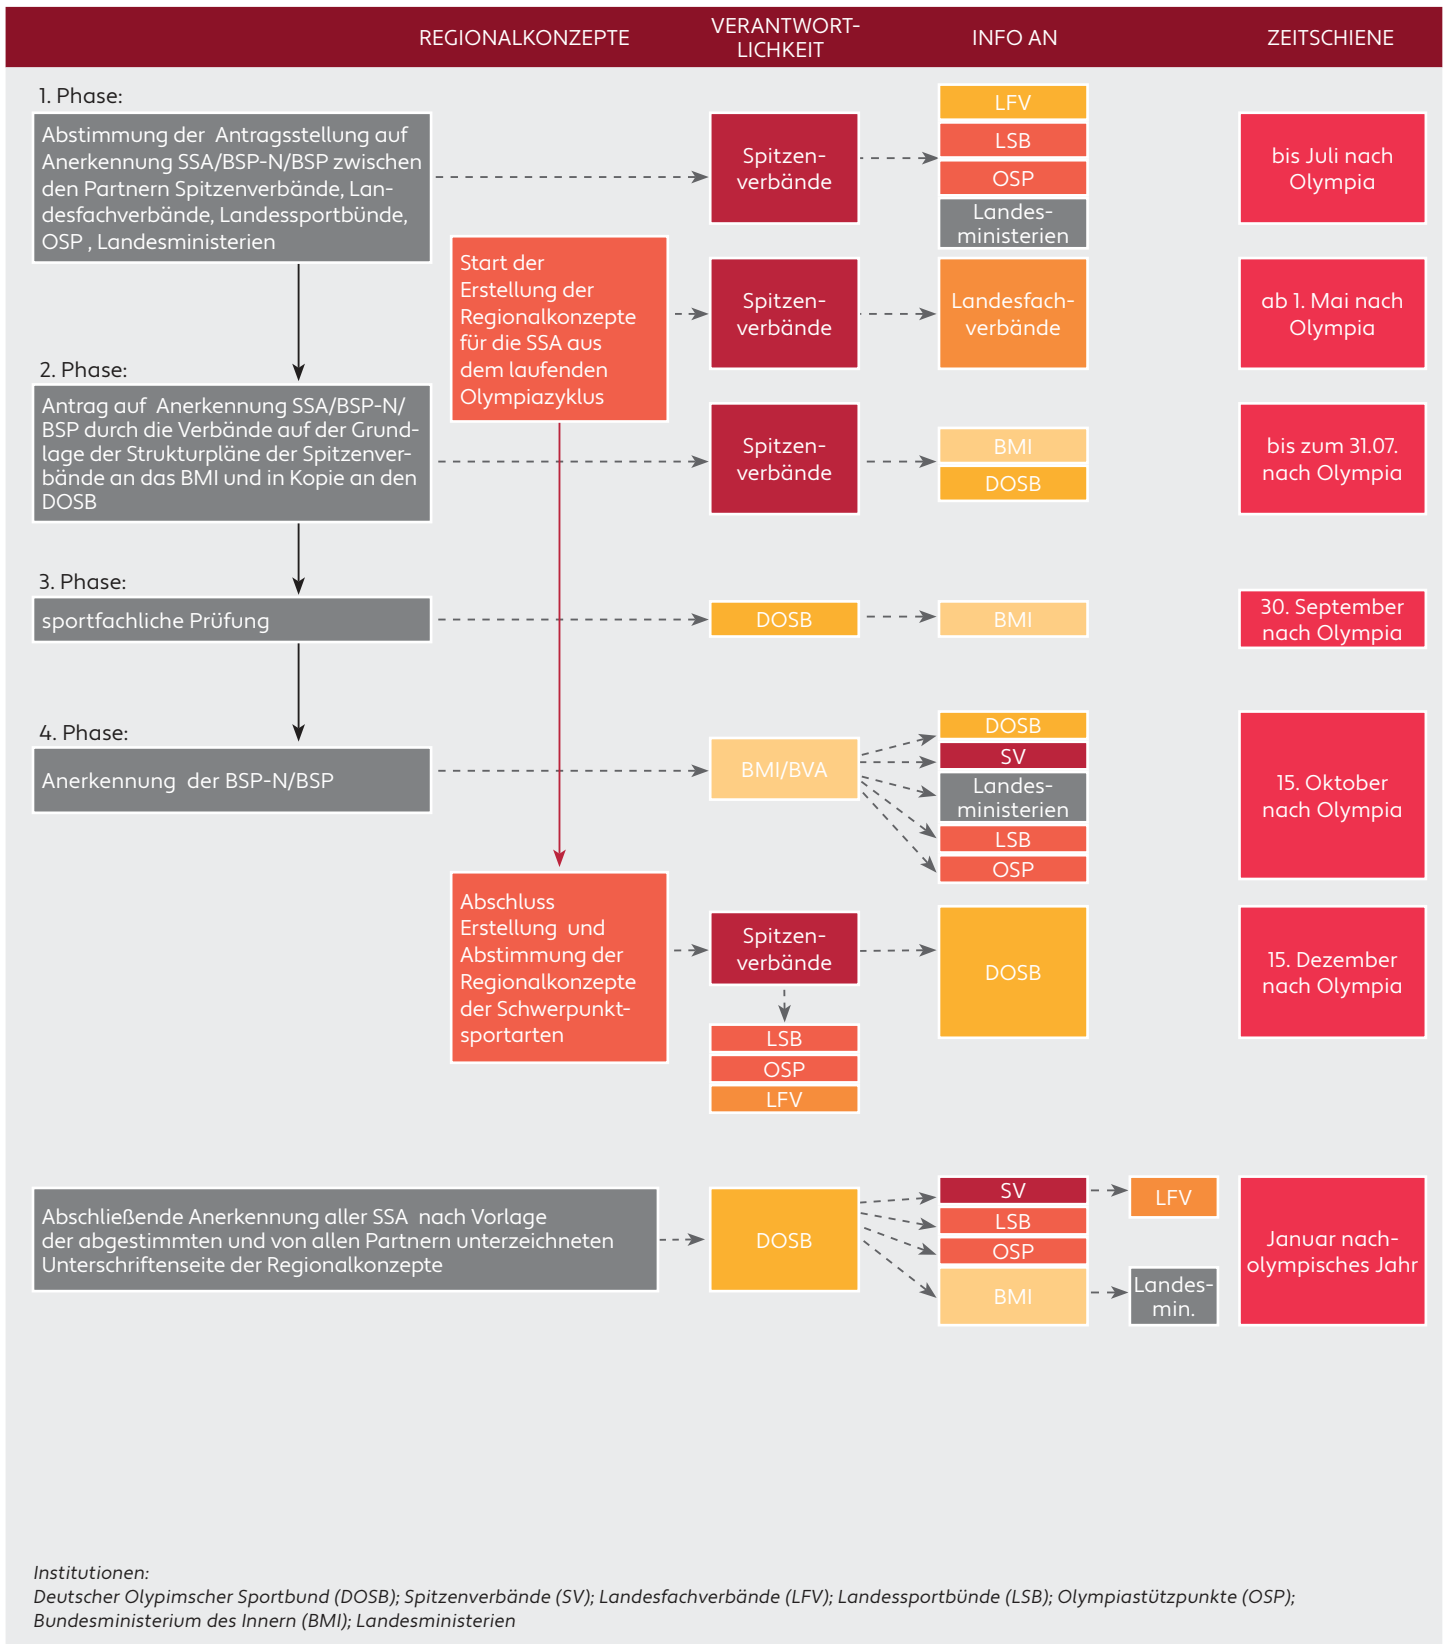 REGIONALKONZEPTE
VERANTWORT-
LICHKEIT
INFO AN
ZEITSCHIENE
1. Phase:
Abstimmung der Antragsstellung auf
Anerkennung SSA/BSP-N/BSP zwischen
den Partnern Spitzenverbände, Lan-
desfachverbände, Landessportbünde,
OSP , Landesministerien
Spitzen-
verbände
LFV
LSB
OSP
Landes-
ministerien
bis Juli nach
Olympia
Start der
Erstellung der
Regionalkonzepte
für die SSA aus
dem laufenden
Olympiazyklus
Spitzen-
verbände
Landesfach-
verbände
ab 1. Mai nach
Olympia
2. Phase:
Antrag auf Anerkennung SSA/BSP-N/
BSP durch die Verbände auf der Grund-
lage der Strukturpläne der Spitzenver-
bände an das BMI und in Kopie an den
DOSB
Spitzen-
verbände
BMI
DOSB
bis zum 31.07.
nach Olympia
3. Phase:
sportfachliche Prüfung
DOSB
BMI
30. September
nach Olympia
4. Phase:
Anerkennung der BSP-N/BSP
BMI/BVA
DOSB
SV
Landes-
ministerien
LSB
OSP
15. Oktober
nach Olympia
Abschluss
Erstellung und
Abstimmung der
Regionalkonzepte
der Schwerpunkt-
sportarten
Spitzen-
verbände
LSB
OSP
LFV
DOSB
15. Dezember
nach Olympia
Abschließende Anerkennung aller SSA nach Vorlage
der abgestimmten und von allen Partnern unterzeichneten
Unterschriftenseite der Regionalkonzepte
DOSB
SV
LSB
OSP
BMI
LFV
Landes-
min.
Januar nach-
olympisches Jahr
Institutionen:
Deutscher Olypimscher Sportbund (DOSB); Spitzenverbände (SV); Landesfachverbände (LFV); Landessportbünde (LSB); Olympiastützpunkte (OSP);
Bundesministerium des Innern (BMI); Landesministerien